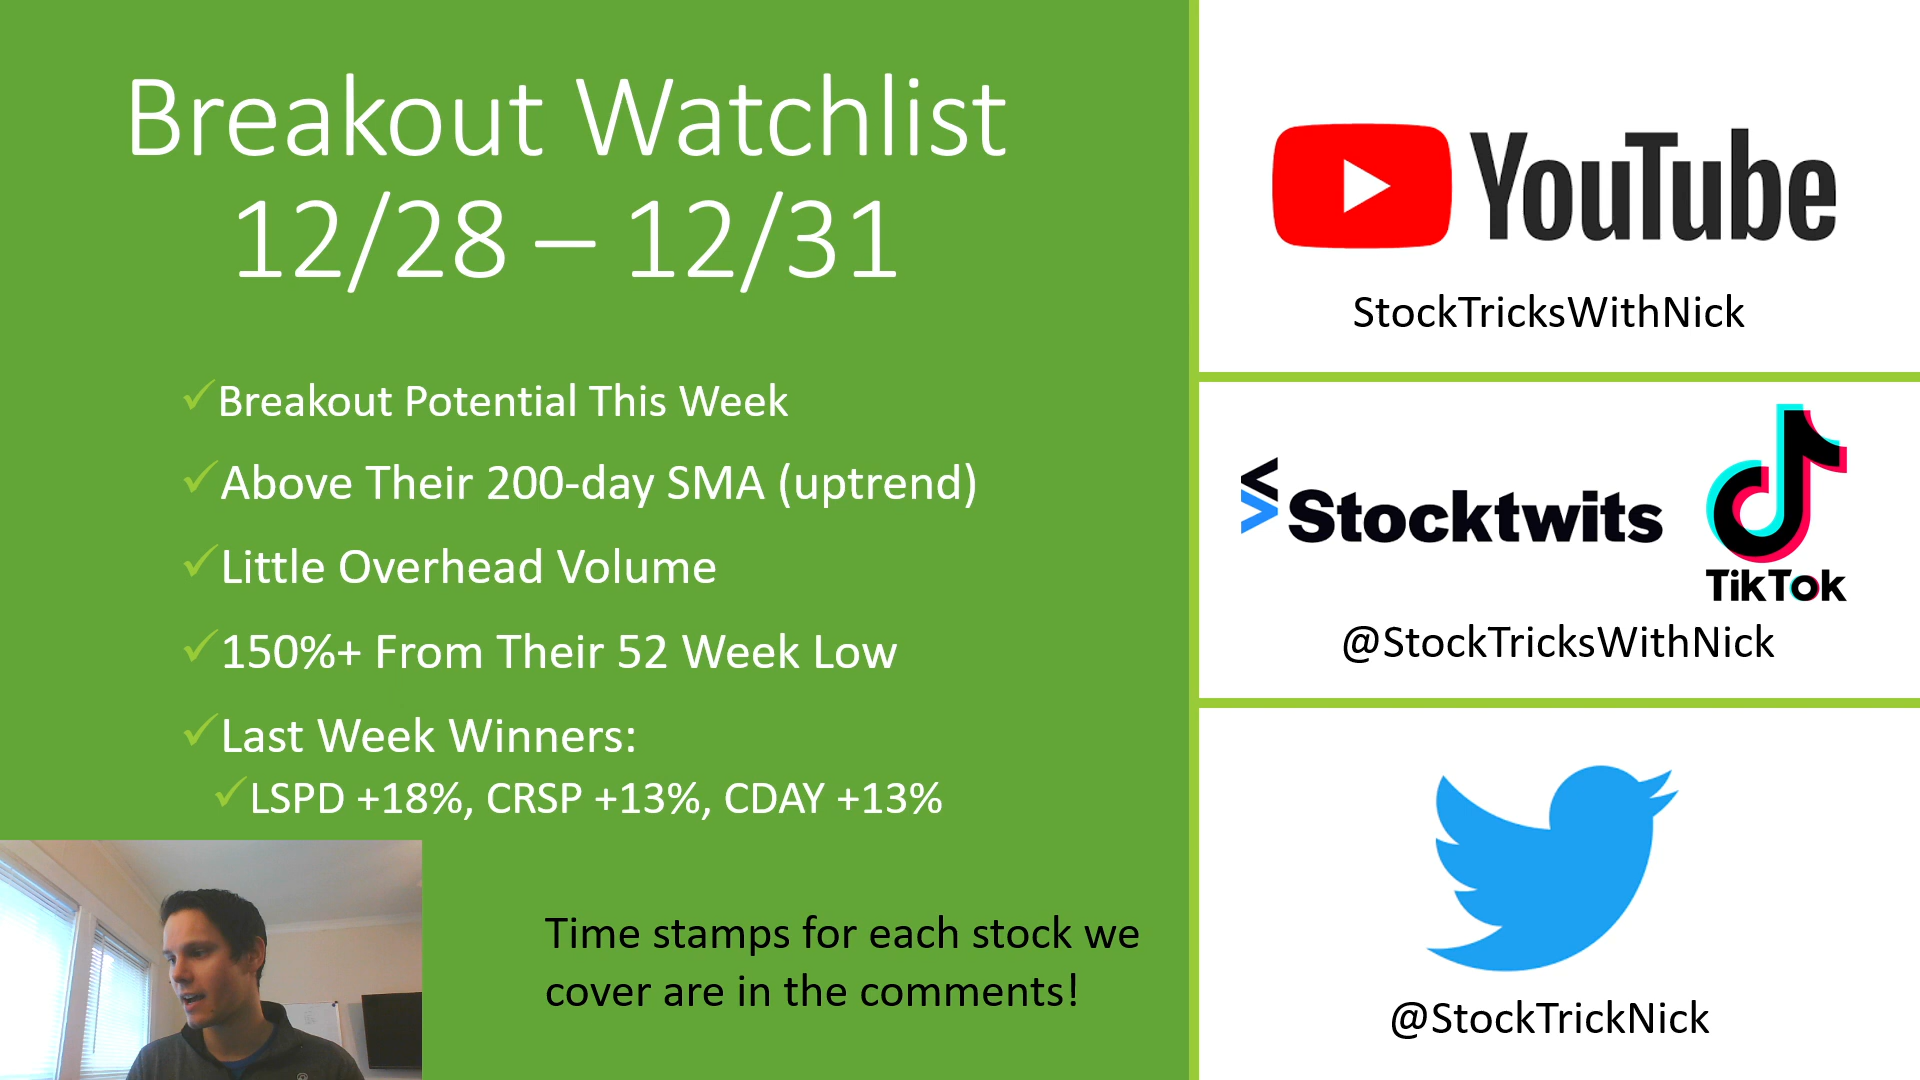 Breakout Watchlist
12/28 – 12/31
Breakout Potential This Week
Above Their 200-day SMA (uptrend)
Little Overhead Volume
150%+ From Their 52 Week Low
Last Week Winners:
LSPD +18%, CRSP +13%, CDAY +13%
Time stamps for each stock we
cover are in the comments!
YouTube
StockTricksWithNick
Stocktwits
TikTok
@StockTricksWithNick
@StockTrickNick